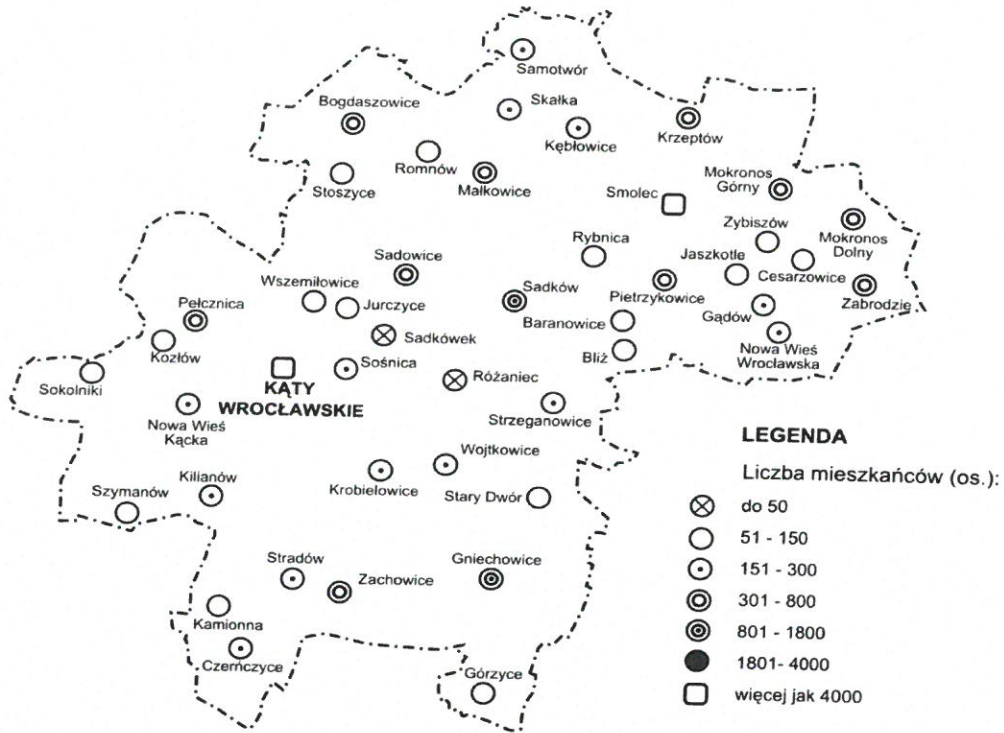 Samotwór
Skałka
Bogdaszowice
Kębłowice
Krzeptów
Romnów
Stoszyce
Małkowice
Mokronos
Górny
Smolec
Zybiszów
Mokronos
Dolny
Rybnica
Jaszkotle
Cesarzowice
Sadowice
Wszemiłowice
Jurczyce
Sadków
Pietrzykowice
Zabrodzie
Pełcznica
Baranowice
Gądów
Sadkówek
Kozłów
Bliż
Nowa Wieś
Wrocławska
Sośnica
Sokolniki
KĄTY
WROCŁAWSKIE
Różaniec
Strzeganowice
Nowa Wieś
Kącka
Wojtkowice
Kilianów
Krobielowice
Szymanów
Stary Dwór
Stradów
Zachowice
Gniechowice
Kamionna
Czerńczyce
Górzyce
LEGENDA
Liczba mieszkańców (os.):
do 50
51 - 150
151 - 300
301 - 800
801 - 1800
1801- 4000
więcej jak 4000